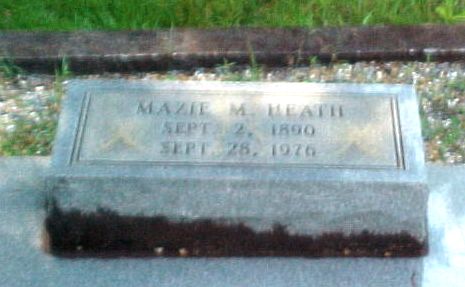 MAZIE M. HEATH
SEPT. 2, 1890
SEPT. 28, 1976